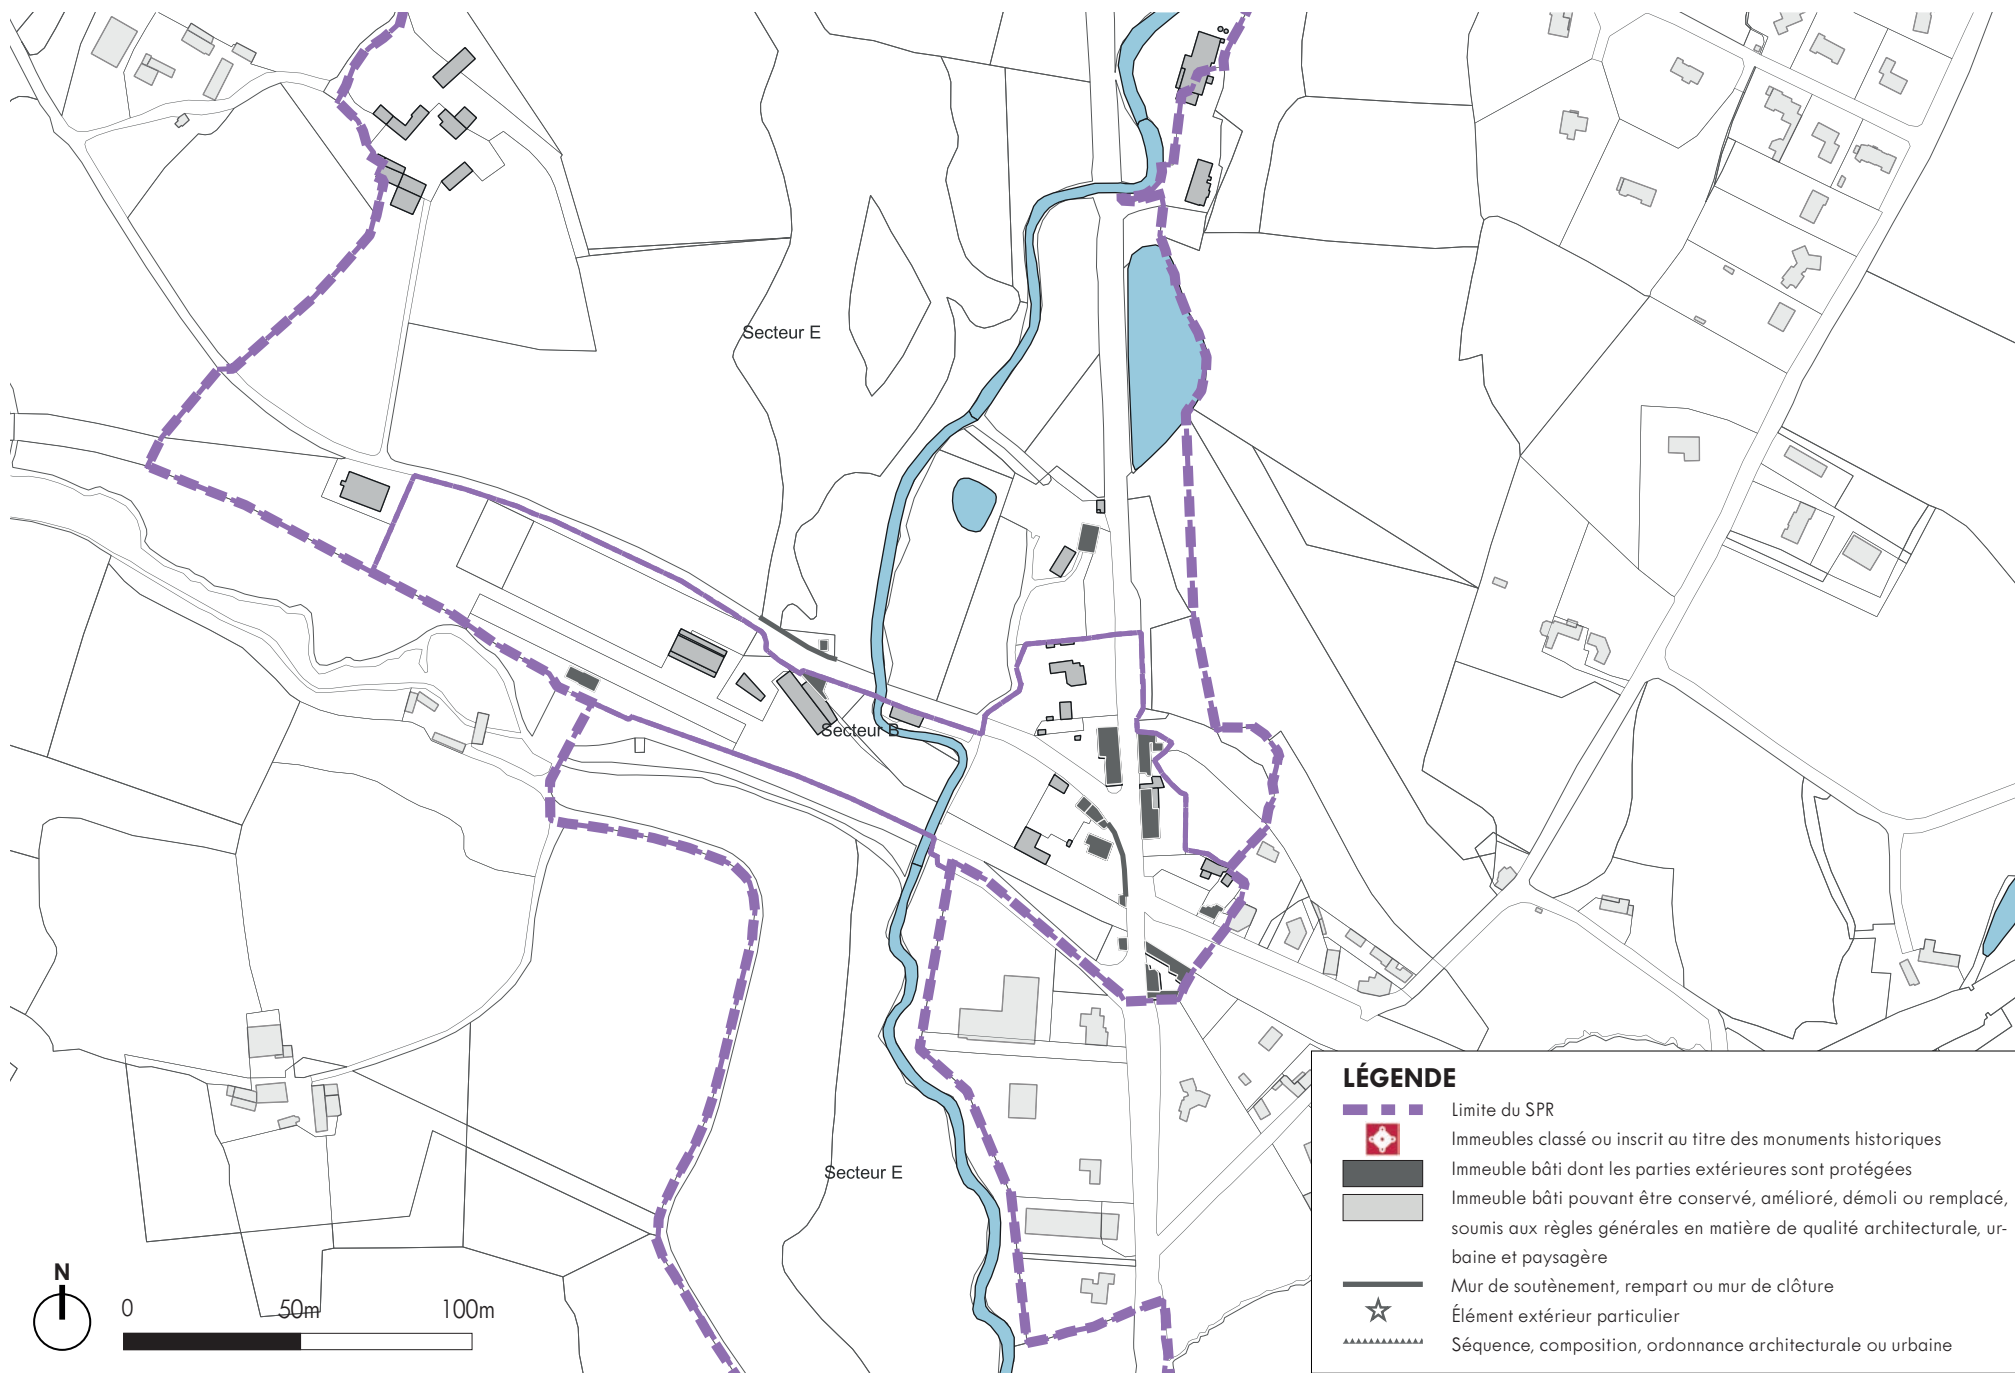 Secteur E
Secteur B
Secteur E
N
0 50m 100m
LÉGENDE
Limite du SPR
Immeubles classé ou inscrit au titre des monuments historiques
Immeuble bâti dont les parties extérieures sont protégées
Immeuble bâti pouvant être conservé, amélioré, démoli ou remplacé,
soumis aux règles générales en matière de qualité architecturale, ur-
baine et paysagère
Mur de soutènement, rempart ou mur de clôture
Élément extérieur particulier
Séquence, composition, ordonnance architecturale ou urbaine